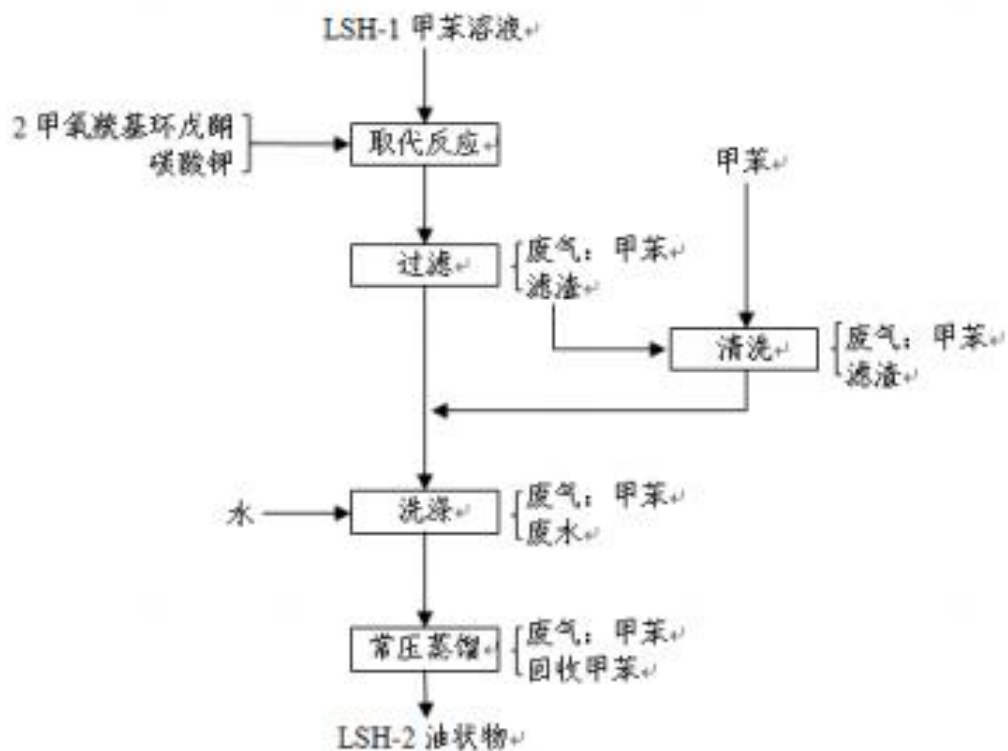 LSH-1 甲苯溶液
2 甲氧羰基环戊酮
碳酸钾
取代反应
甲苯
过滤
废气：甲苯
滤渣
清洗
废气：甲苯
滤渣
水
洗涤
废气：甲苯
废水
常压蒸馏
废气：甲苯
回收甲苯
LSH-2 油状物